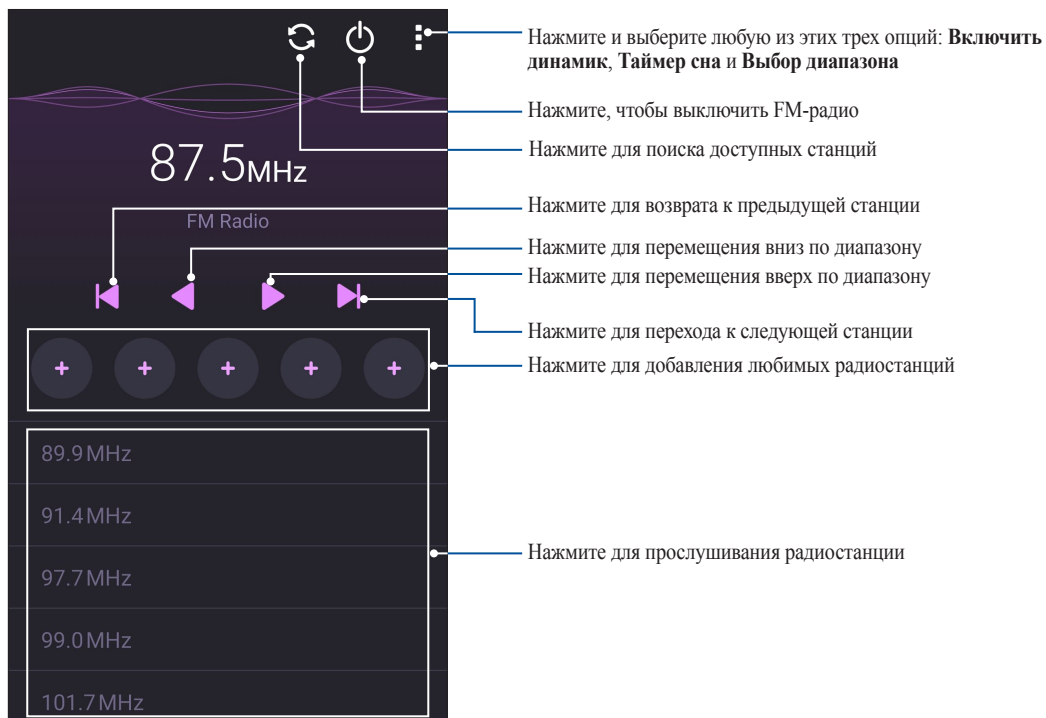 Нажмите и выберите любую из этих трех опций: Включить
динамик, Таймер сна и Выбор диапазона
Нажмите, чтобы выключить FM-радио
Нажмите для поиска доступных станций
87.5MHz
FM Radio
Нажмите для возврата к предыдущей станции
Нажмите для перемещения вниз по диапазону
Нажмите для перемещения вверх по диапазону
Нажмите для перехода к следующей станции
Нажмите для добавления любимых радиостанций
+ + + + +
89.9MHz
91.4MHz
97.7MHz
99.0MHz
101.7MHz
Нажмите для прослушивания радиостанции